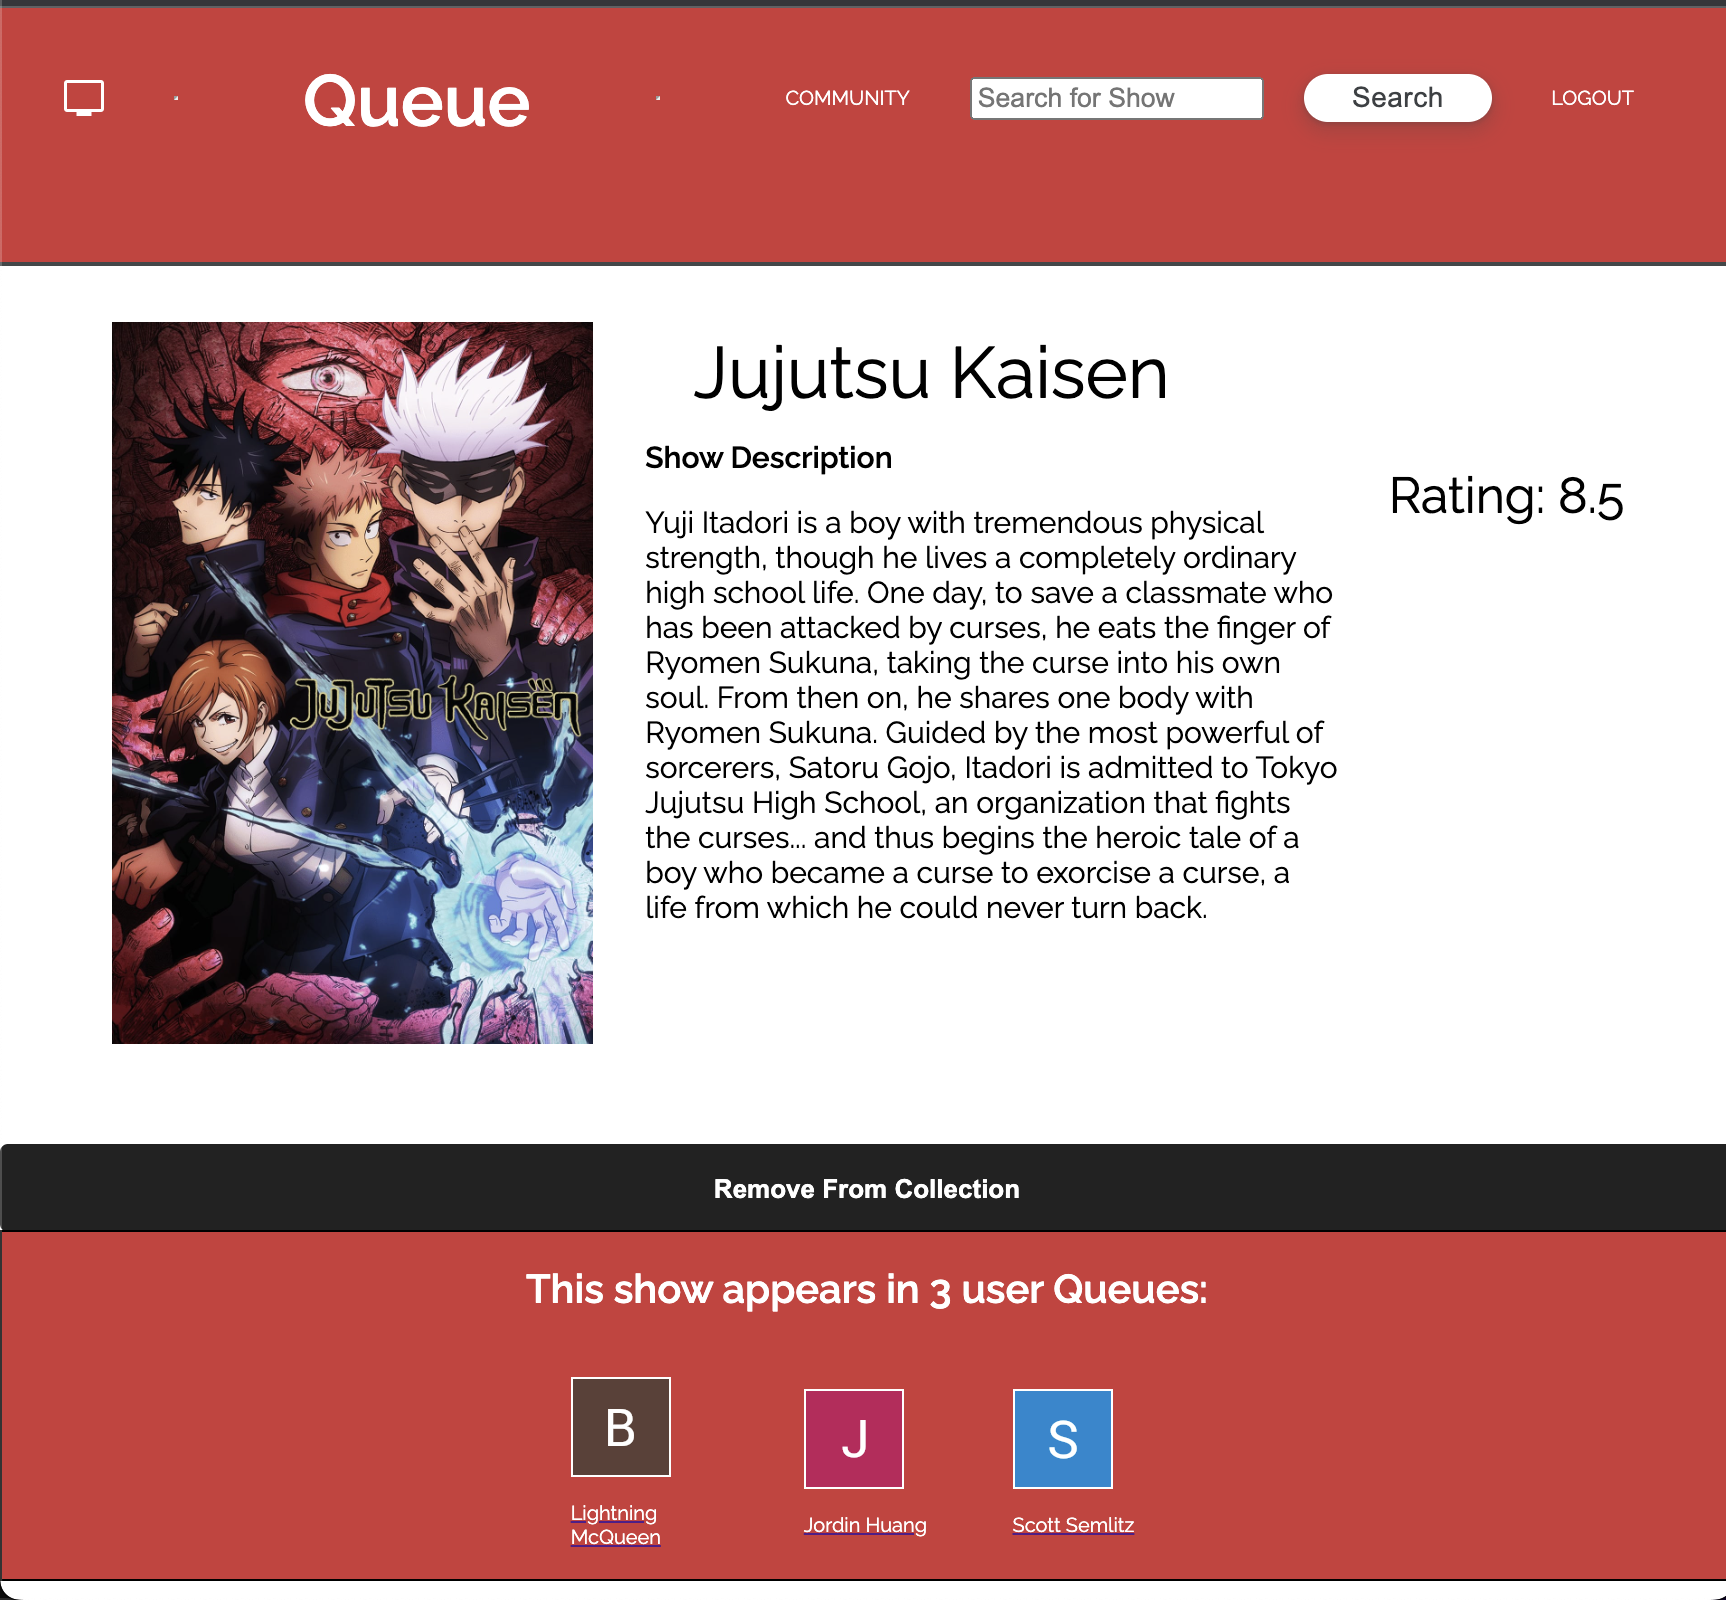 Queue
COMMUNITY
Search for Show
Search
LOGOUT
Jujutsu Kaisen
Show Description
Rating: 8.5
Yuji Itadori is a boy with tremendous physical
strength, though he lives a completely ordinary
high school life. One day, to save a classmate who
has been attacked by curses, he eats the finger of
Ryomen Sukuna, taking the curse into his own
soul. From then on, he shares one body with
Ryomen Sukuna. Guided by the most powerful of
sorcerers, Satoru Gojo, Itadori is admitted to Tokyo
Jujutsu High School, an organization that fights
the curses... and thus begins the heroic tale of a
boy who became a curse to exorcise a curse, a
life from which he could never turn back.
JUJUTSU KAISEN
Remove From Collection
This show appears in 3 user Queues:
B
J
S
Lightning
McQueen
Jordin Huang
Scott Semlitz